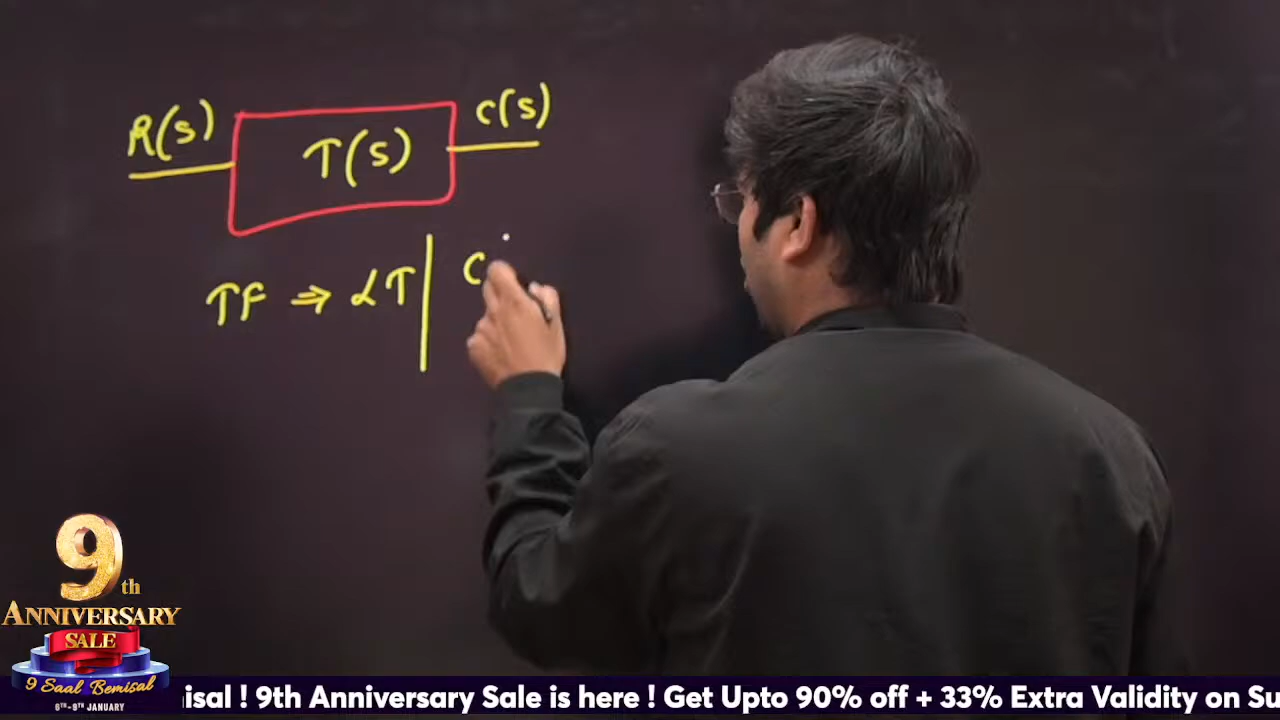 R(s) T(s) C(s)
TF ⇒ LT | C
9th
ANNIVERSARY
SALE
9 Saal Bemisal
6TH-9TH JANUARY
isal ! 9th Anniversary Sale is here ! Get Upto 90% off + 33% Extra Validity on Su